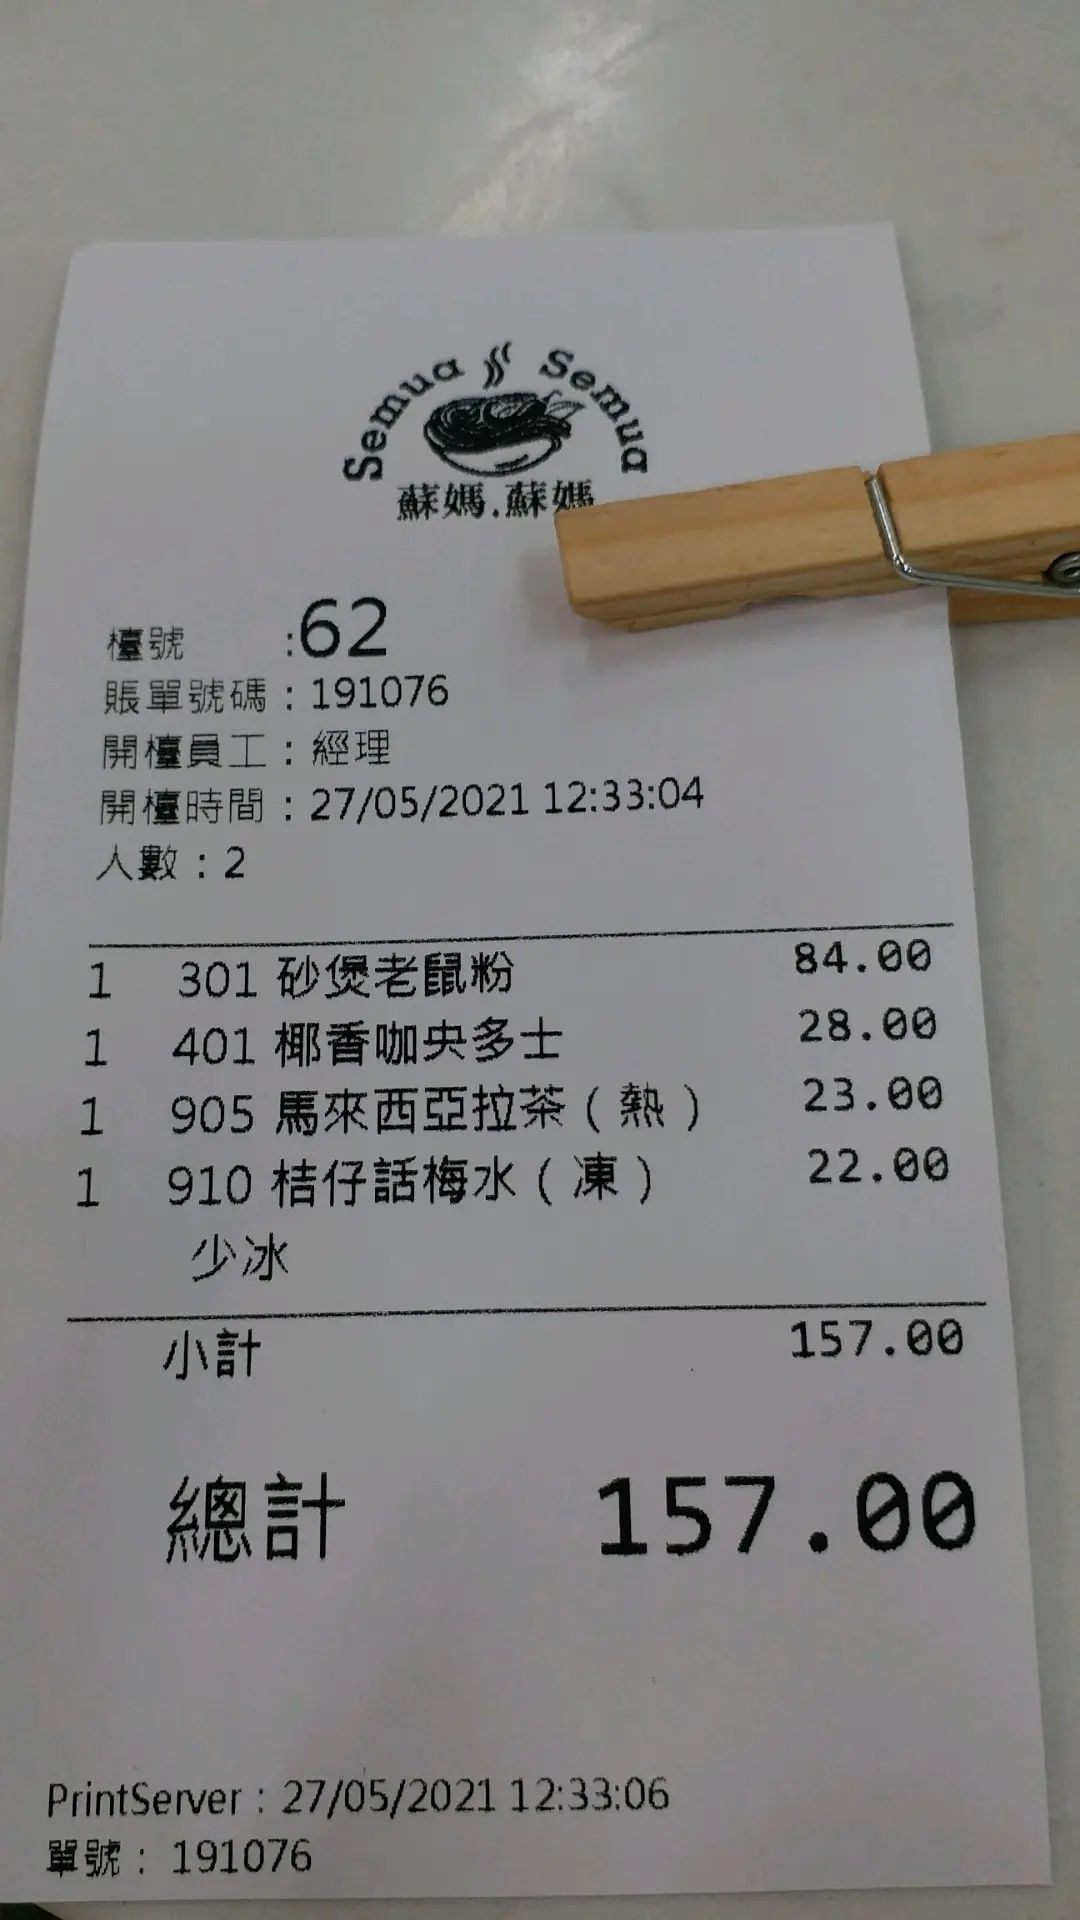 Semua Semua
蘇媽.蘇媽
檯號 :62
賬單號碼：191076
開檯員工：經理
開檯時間：27/05/2021 12:33:04
人數：2
1 301 砂煲老鼠粉 84.00
1 401 椰香咖央多士 28.00
1 905 馬來西亞拉茶（熱） 23.00
1 910 桔仔話梅水（凍） 22.00
少冰
小計 157.00
總計 157.00
PrintServer : 27/05/2021 12:33:06
單號： 191076